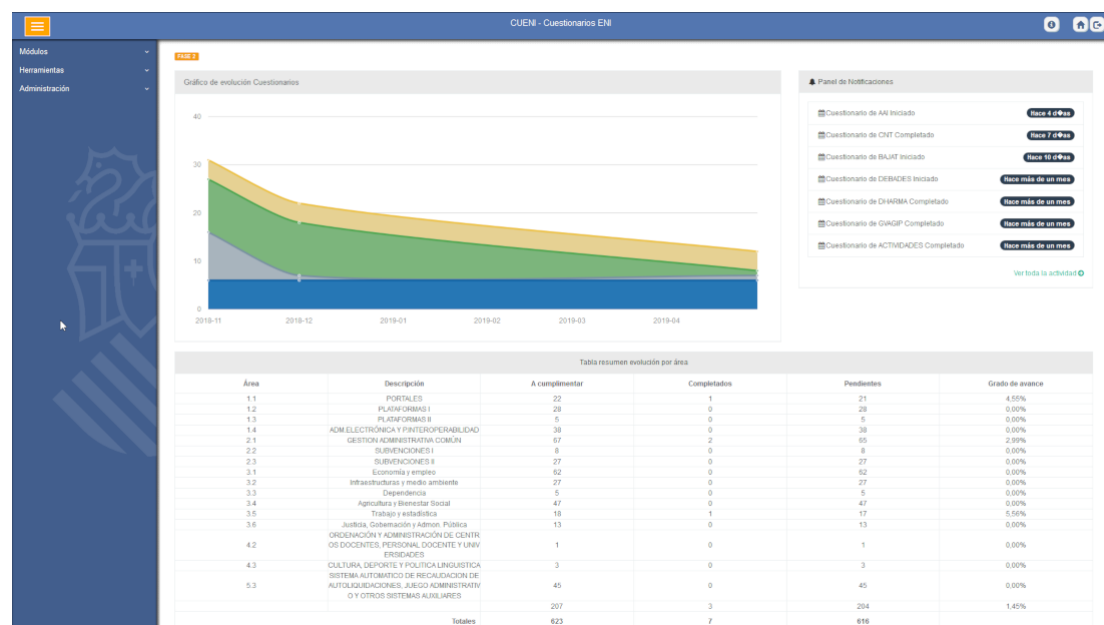 CUENI - Cuestionarios ENI
Módulos
Herramientas
Administración
FASE 2
Gráfico de evolución Cuestionarios
40
30
20
10
0
2018-11 2018-12 2019-01 2019-02 2019-03 2019-04
Panel de Notificaciones
Cuestionario de AAI Iniciado Hace 4 d�as
Cuestionario de CNT Completado Hace 7 d�as
Cuestionario de BAJAT Iniciado Hace 10 d�as
Cuestionario de DEBADES Iniciado Hace más de un mes
Cuestionario de DHARMA Completado Hace más de un mes
Cuestionario de GVAGIP Completado Hace más de un mes
Cuestionario de ACTIVIDADES Completado Hace más de un mes
Ver toda la actividad
Tabla resumen evolución por área
Área Descripción A cumplimentar Completados Pendientes Grado de avance
1.1 PORTALES 22 1 21 4,55%
1.2 PLATAFORMAS I 28 0 28 0,00%
1.3 PLATAFORMAS II 5 0 5 0,00%
1.4 ADM.ELECTRÓNICA Y P.INTEROPERABILIDAD 38 0 38 0,00%
2.1 GESTION ADMINISTRATIVA COMÚN 67 2 65 2,99%
2.2 SUBVENCIONES I 8 0 8 0,00%
2.3 SUBVENCIONES II 27 0 27 0,00%
3.1 Economía y empleo 62 0 62 0,00%
3.2 Infraestructuras y medio ambiente 27 0 27 0,00%
3.3 Dependencia 5 0 5 0,00%
3.4 Agricultura y Bienestar Social 47 0 47 0,00%
3.5 Trabajo y estadística 18 1 17 5,56%
3.6 Justicia, Gobernación y Admon. Pública 13 0 13 0,00%
ORDENACIÓN Y ADMINISTRACIÓN DE CENTR
4.2 OS DOCENTES, PERSONAL DOCENTE Y UNIV 1 0 1 0,00%
ERSIDADES
4.3 CULTURA, DEPORTE Y POLITICA LINGUISTICA 3 0 3 0,00%
SISTEMA AUTOMATICO DE RECAUDACION DE
5.3 AUTOLIQUIDACIONES, JUEGO ADMINISTRATIV 45 0 45 0,00%
O Y OTROS SISTEMAS AUXILIARES
207 3 204 1,45%
Totales 623 7 616